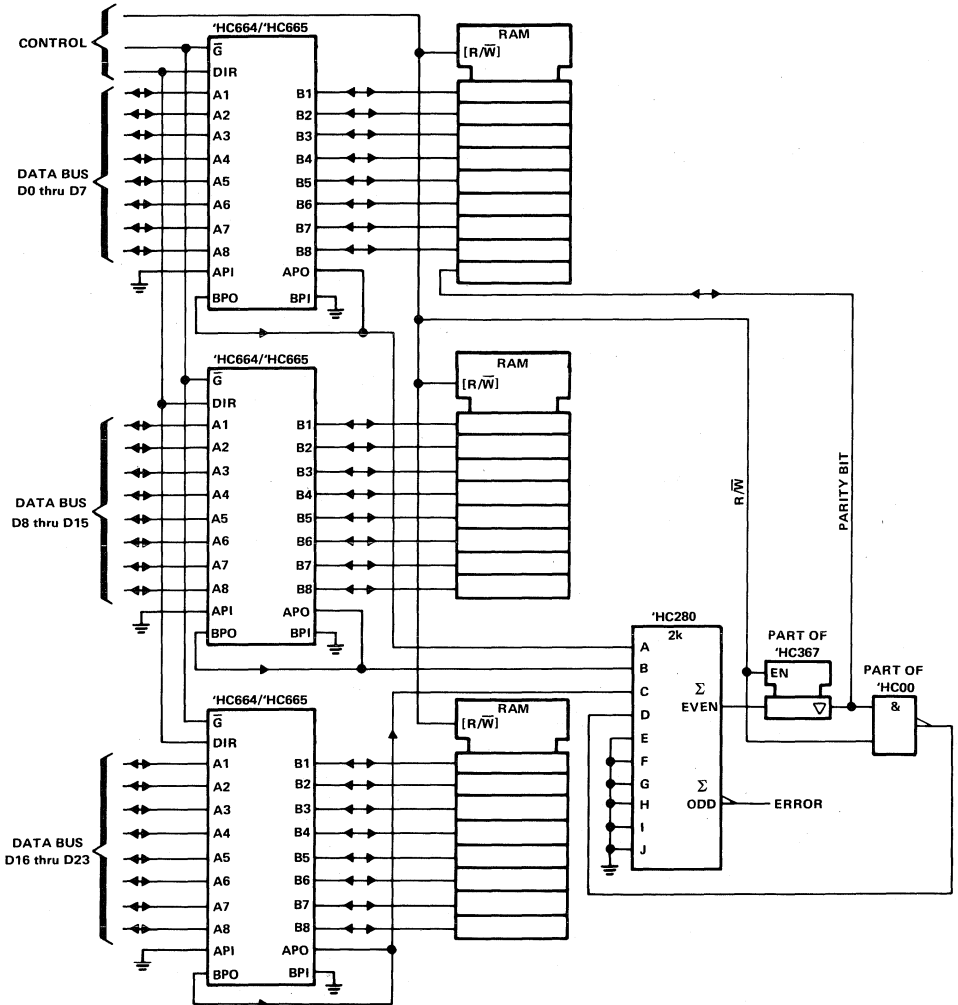 CONTROL
'HC664/'HC665
G̅
DIR
A1
A2
A3
A4
A5
A6
A7
A8
API
BPO
B1
B2
B3
B4
B5
B6
B7
B8
APO
BPI
DATA BUS
D0 thru D7
RAM
[R/W̅]
'HC664/'HC665
G̅
DIR
A1
A2
A3
A4
A5
A6
A7
A8
API
BPO
B1
B2
B3
B4
B5
B6
B7
B8
APO
BPI
DATA BUS
D8 thru D15
RAM
[R/W̅]
R/W̅
PARITY BIT
'HC664/'HC665
G̅
DIR
A1
A2
A3
A4
A5
A6
A7
A8
API
BPO
B1
B2
B3
B4
B5
B6
B7
B8
APO
BPI
DATA BUS
D16 thru D23
RAM
[R/W̅]
'HC280
2k
A
B
C
D
E
F
G
H
I
J
Σ
EVEN
Σ
ODD
ERROR
PART OF
'HC367
EN
PART OF
'HC00
&